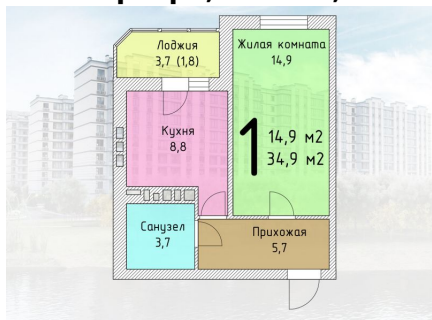 Лоджия
3,7 (1,8)
Жилая комната
14,9
Кухня
8,8
1
14,9 м2
34,9 м2
Санузел
3,7
Прихожая
5,7